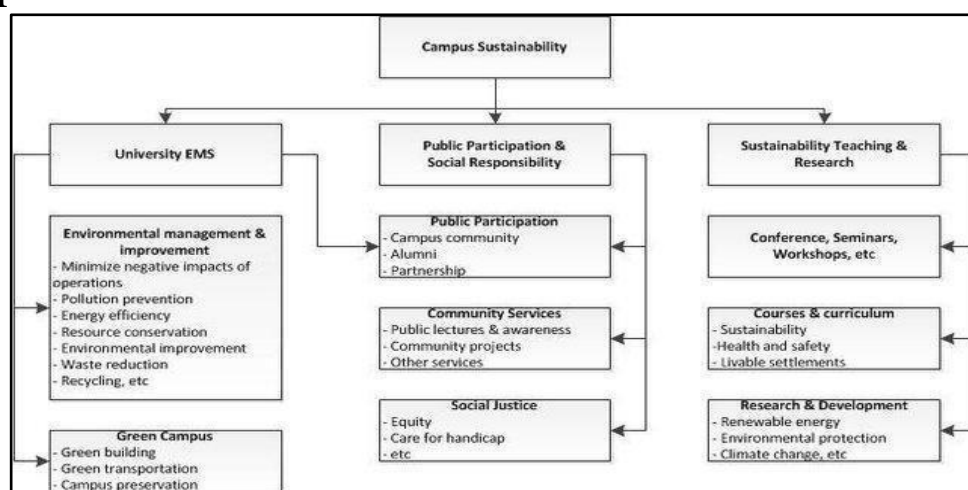 Campus Sustainability
University EMS
Public Participation &
Social Responsibility
Sustainability Teaching &
Research
Environmental management &
improvement
- Minimize negative impacts of
operations
- Pollution prevention
- Energy efficiency
- Resource conservation
- Environmental improvement
- Waste reduction
- Recycling, etc
Green Campus
- Green building
- Green transportation
- Campus preservation
Public Participation
- Campus community
- Alumni
- Partnership
Community Services
- Public lectures & awareness
- Community projects
- Other services
Social Justice
- Equity
- Care for handicap
- etc
Conference, Seminars,
Workshops, etc
Courses & curriculum
- Sustainability
-Health and safety
- Livable settlements
Research & Development
- Renewable energy
- Environmental protection
- Climate change, etc